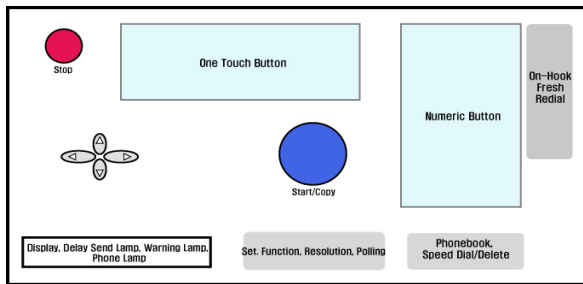 Stop
One Touch Button
Numeric Button
On-Hook
Fresh
Redial
Start/Copy
Display, Delay Send Lamp, Warning Lamp,
Phone Lamp
Set. Function, Resolution, Polling
Phonebook,
Speed Dial/Delete